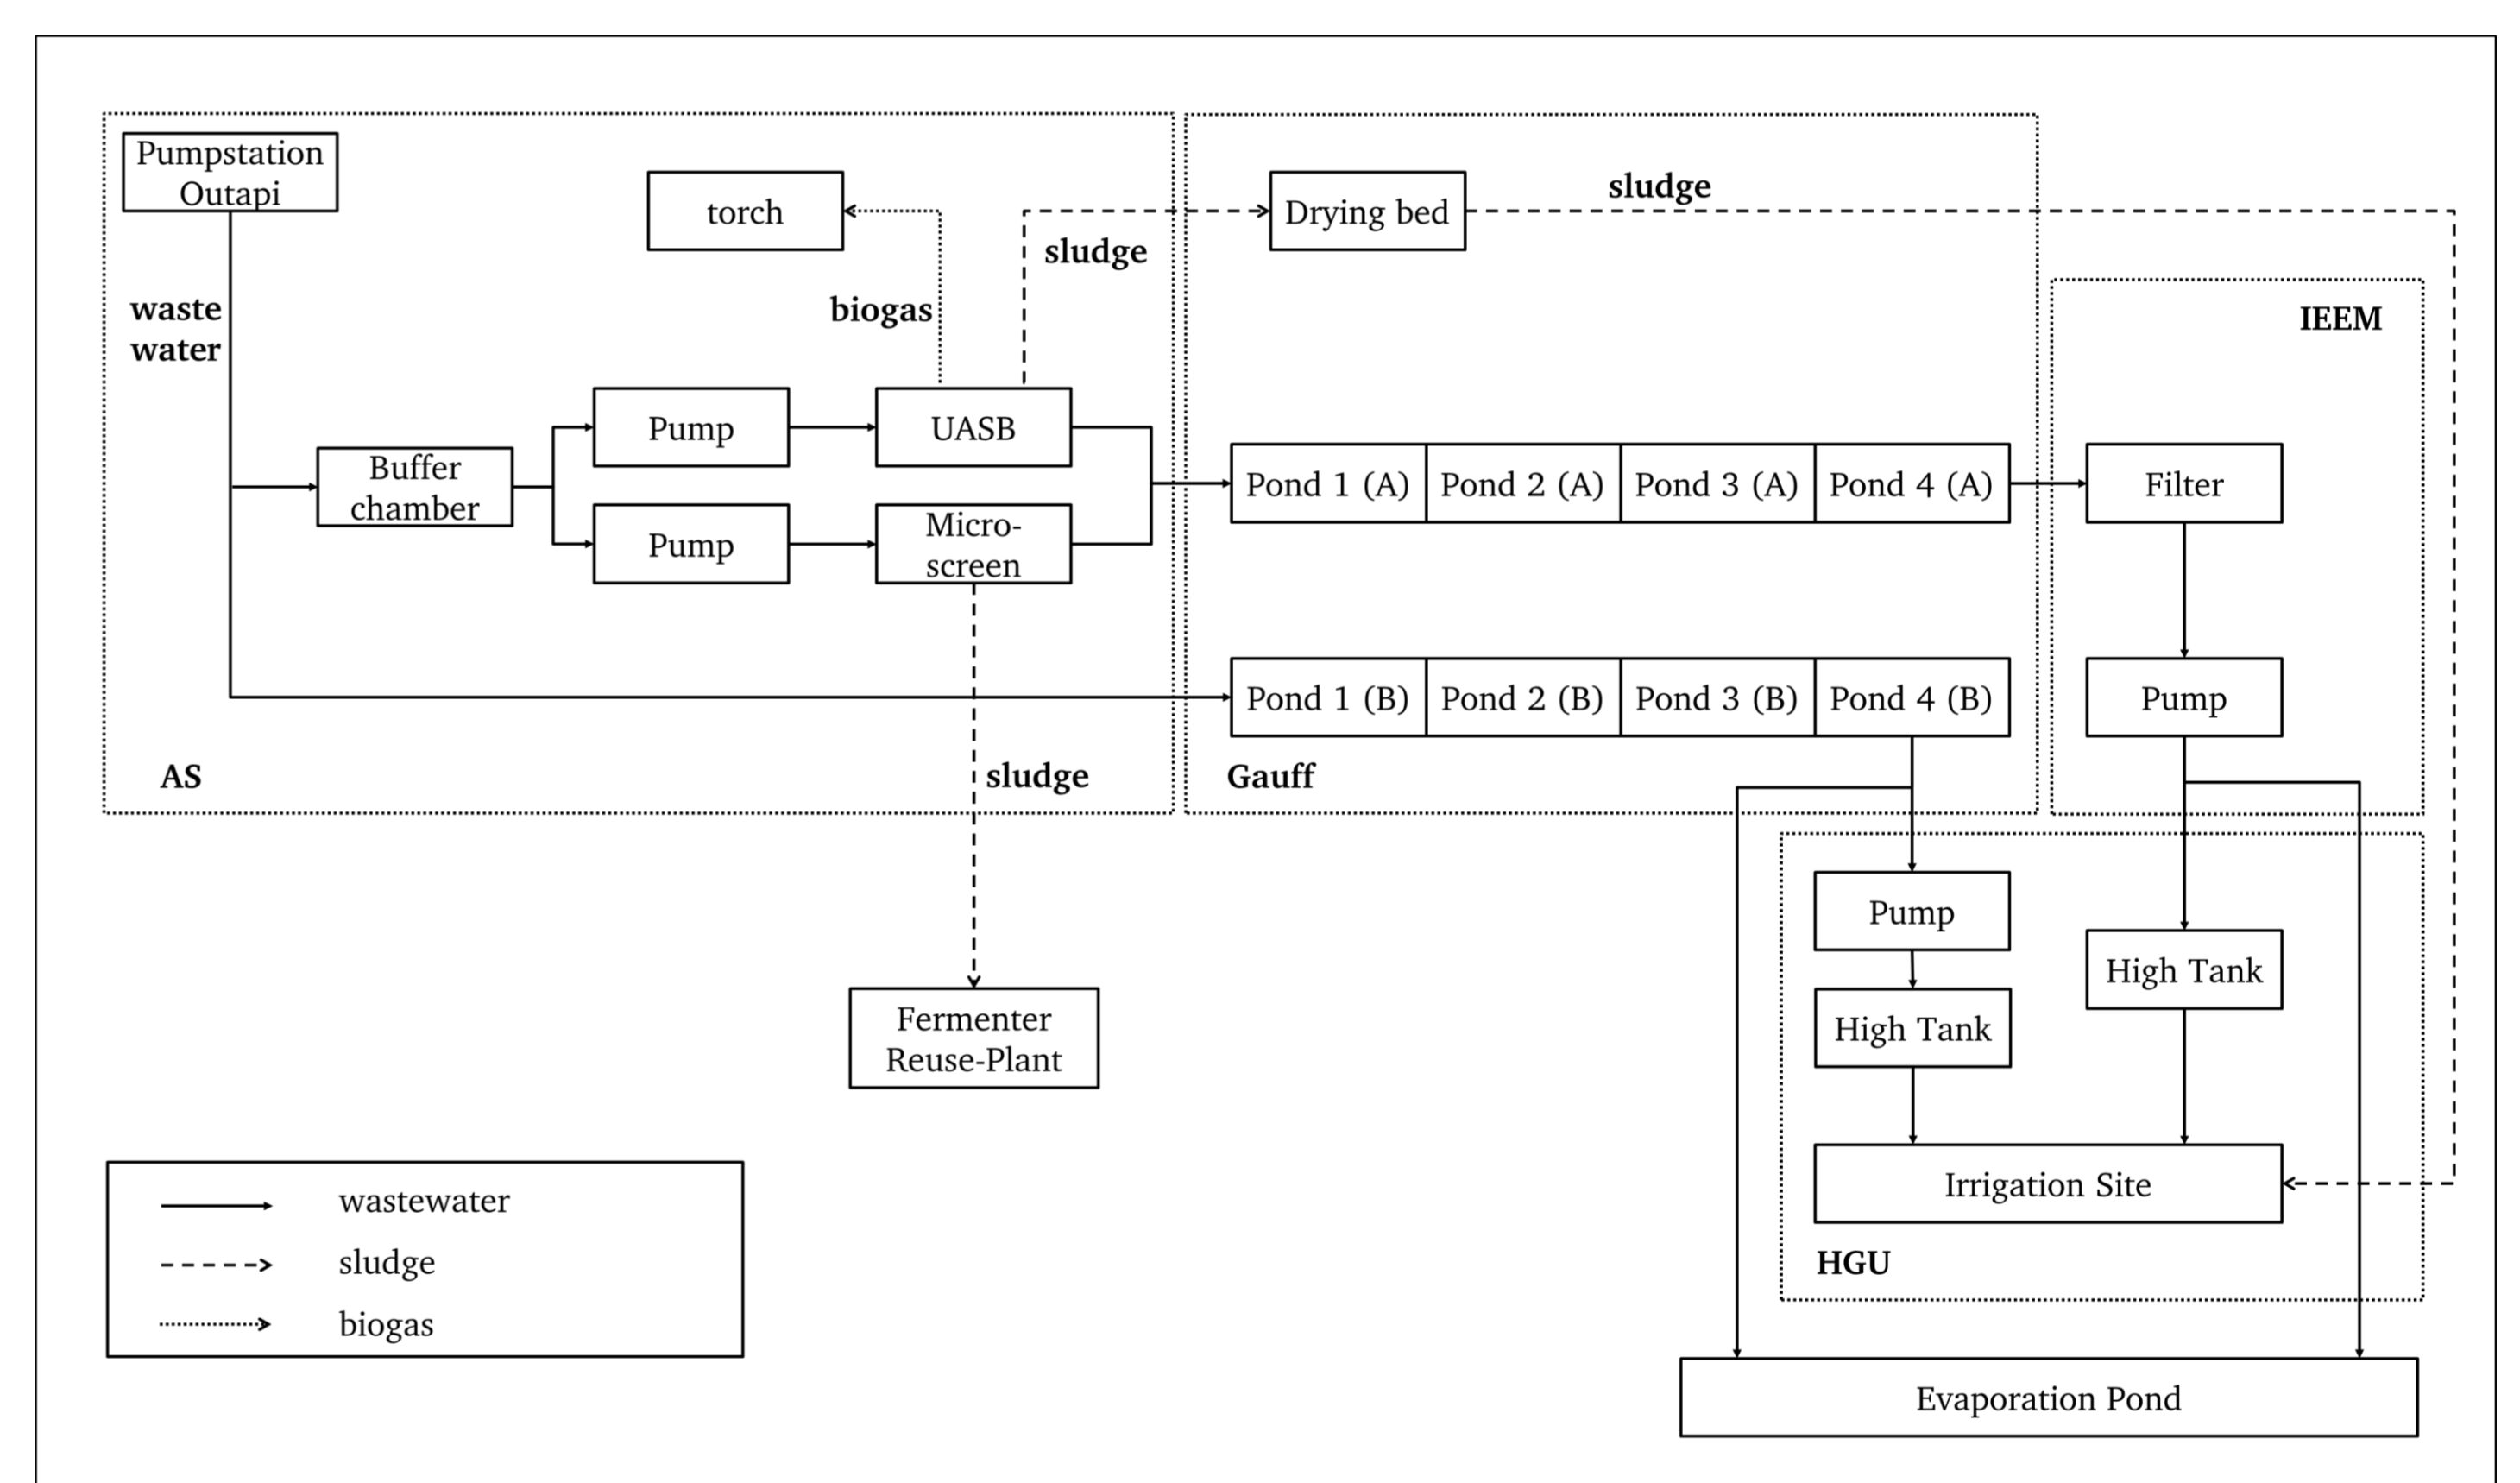 Pumpstation
Outapi
torch
Drying bed
sludge
sludge
biogas
waste
water
IEEM
Pump
UASB
Buffer
chamber
Pond 1 (A)
Pond 2 (A)
Pond 3 (A)
Pond 4 (A)
Filter
Pump
Micro-
screen
Pond 1 (B)
Pond 2 (B)
Pond 3 (B)
Pond 4 (B)
Pump
AS
sludge
Gauff
Pump
High Tank
High Tank
Fermenter
Reuse-Plant
Irrigation Site
HGU
wastewater
sludge
biogas
Evaporation Pond